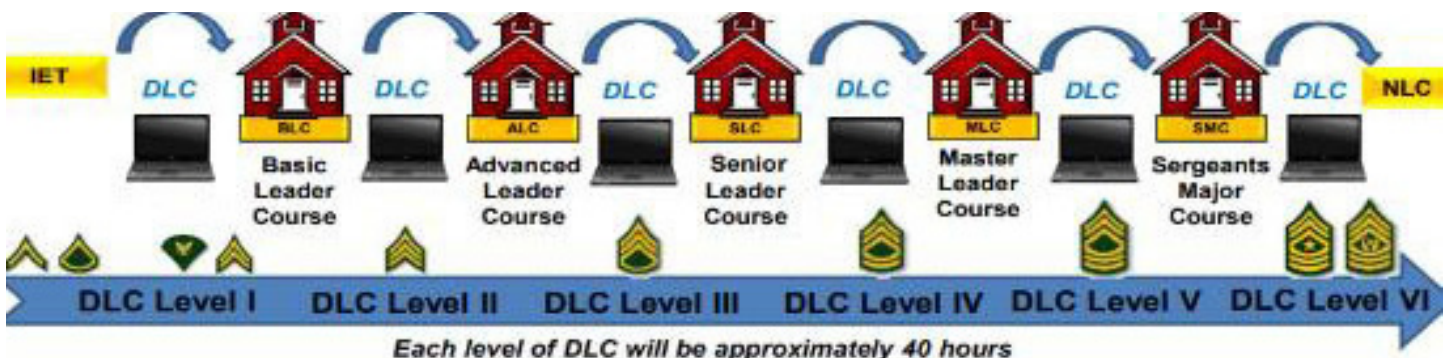 IET
DLC
BLC
Basic
Leader
Course
DLC
ALC
Advanced
Leader
Course
DLC
SLC
Senior
Leader
Course
DLC
MLC
Master
Leader
Course
DLC
SMC
Sergeants
Major
Course
DLC
NLC
DLC Level I
DLC Level II
DLC Level III
DLC Level IV
DLC Level V
DLC Level VI
Each level of DLC will be approximately 40 hours